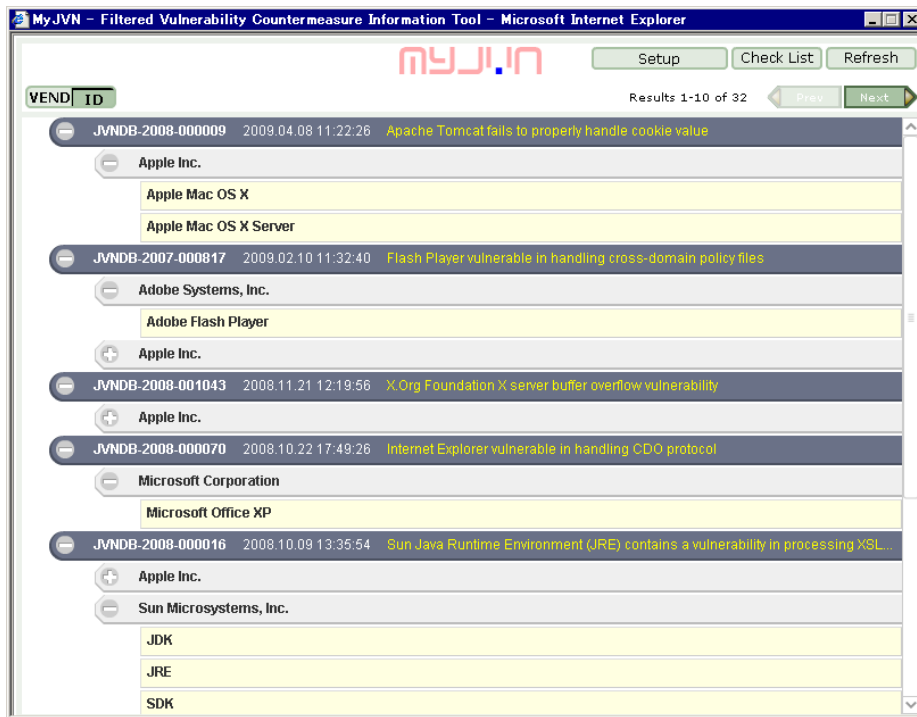 MyJVN - Filtered Vulnerability Countermeasure Information Tool - Microsoft Internet Explorer
MyJVN
Setup
Check List
Refresh
VEND ID
Results 1-10 of 32
Prev
Next
JVNDB-2008-000009 2009.04.08 11:22:26 Apache Tomcat fails to properly handle cookie value
Apple Inc.
Apple Mac OS X
Apple Mac OS X Server
JVNDB-2007-000817 2009.02.10 11:32:40 Flash Player vulnerable in handling cross-domain policy files
Adobe Systems, Inc.
Adobe Flash Player
Apple Inc.
JVNDB-2008-001043 2008.11.21 12:19:56 X.Org Foundation X server buffer overflow vulnerability
Apple Inc.
JVNDB-2008-000070 2008.10.22 17:49:26 Internet Explorer vulnerable in handling CDO protocol
Microsoft Corporation
Microsoft Office XP
JVNDB-2008-000016 2008.10.09 13:35:54 Sun Java Runtime Environment (JRE) contains a vulnerability in processing XSL...
Apple Inc.
Sun Microsystems, Inc.
JDK
JRE
SDK